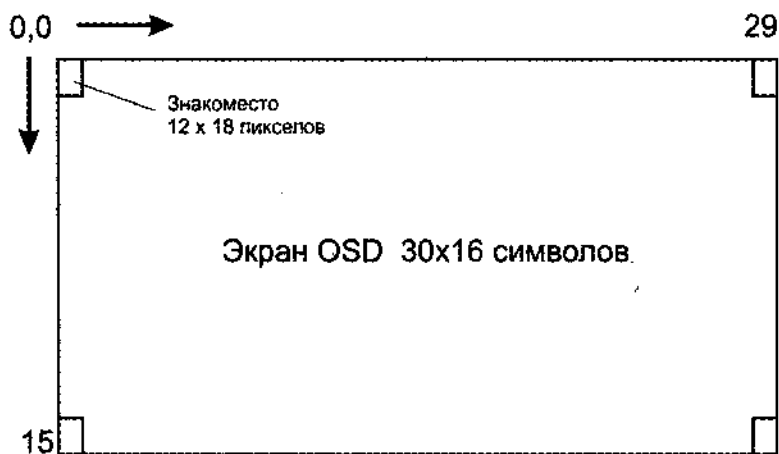 0,0
29
Знакоместо
12 x 18 пикселов
Экран OSD 30x16 символов
15